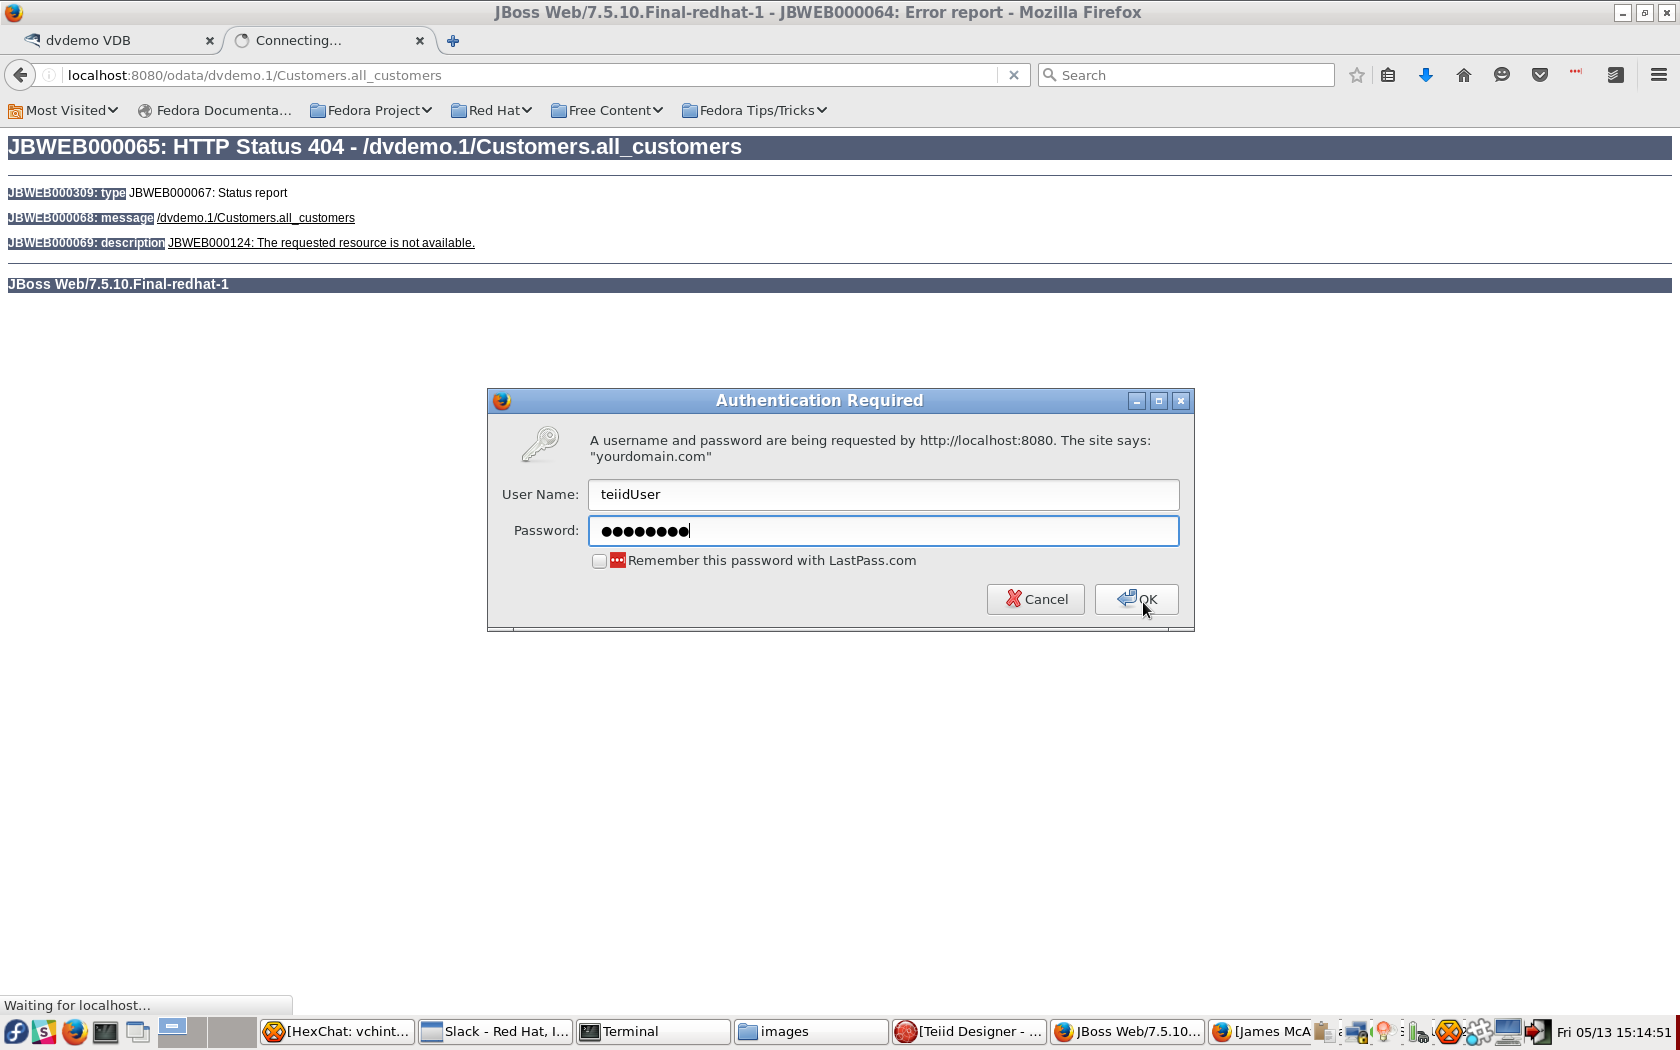 JBoss Web/7.5.10.Final-redhat-1 - JBWEB000064: Error report - Mozilla Firefox
dvdemo VDB
Connecting...
localhost:8080/odata/dvdemo.1/Customers.all_customers
Search
Most Visited
Fedora Documenta...
Fedora Project
Red Hat
Free Content
Fedora Tips/Tricks
JBWEB000065: HTTP Status 404 - /dvdemo.1/Customers.all_customers
JBWEB000309: type JBWEB000067: Status report
JBWEB000068: message /dvdemo.1/Customers.all_customers
JBWEB000069: description JBWEB000124: The requested resource is not available.
JBoss Web/7.5.10.Final-redhat-1
Authentication Required
A username and password are being requested by http://localhost:8080. The site says:
"yourdomain.com"
User Name: teiidUser
Password: ●●●●●●●●
Remember this password with LastPass.com
Cancel
OK
Waiting for localhost...
[HexChat: vchint...
Slack - Red Hat, I...
Terminal
images
[Teiid Designer - ...
JBoss Web/7.5.10...
[James McA
Fri 05/13 15:14:51